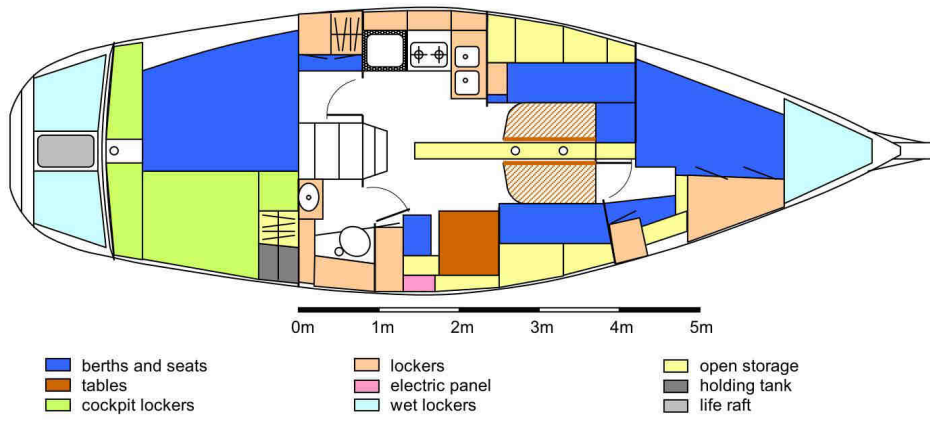 0m 1m 2m 3m 4m 5m
berths and seats lockers open storage
tables electric panel holding tank
cockpit lockers wet lockers life raft